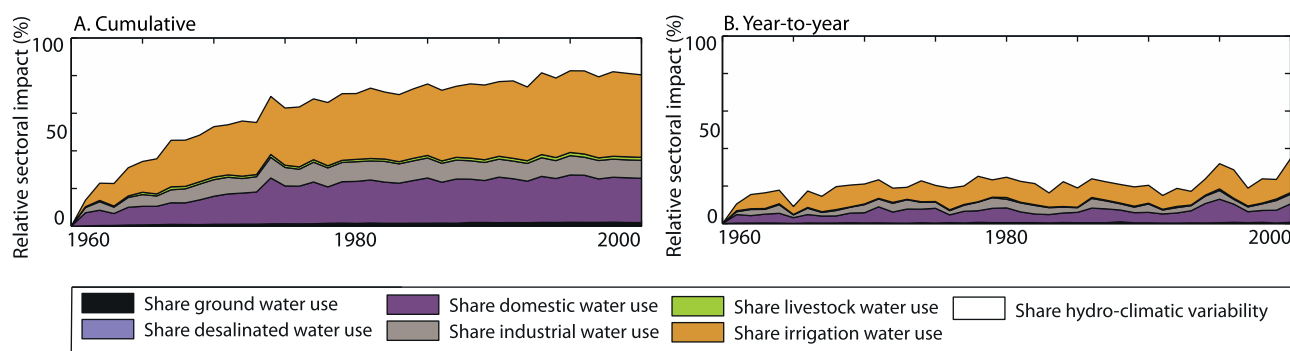 A. Cumulative
Relative sectoral impact (%)
100
50
0
1960
1980
2000
B. Year-to-year
Relative sectoral impact (%)
100
50
0
1960
1980
2000
Share ground water use
Share desalinated water use
Share domestic water use
Share industrial water use
Share livestock water use
Share irrigation water use
Share hydro-climatic variability